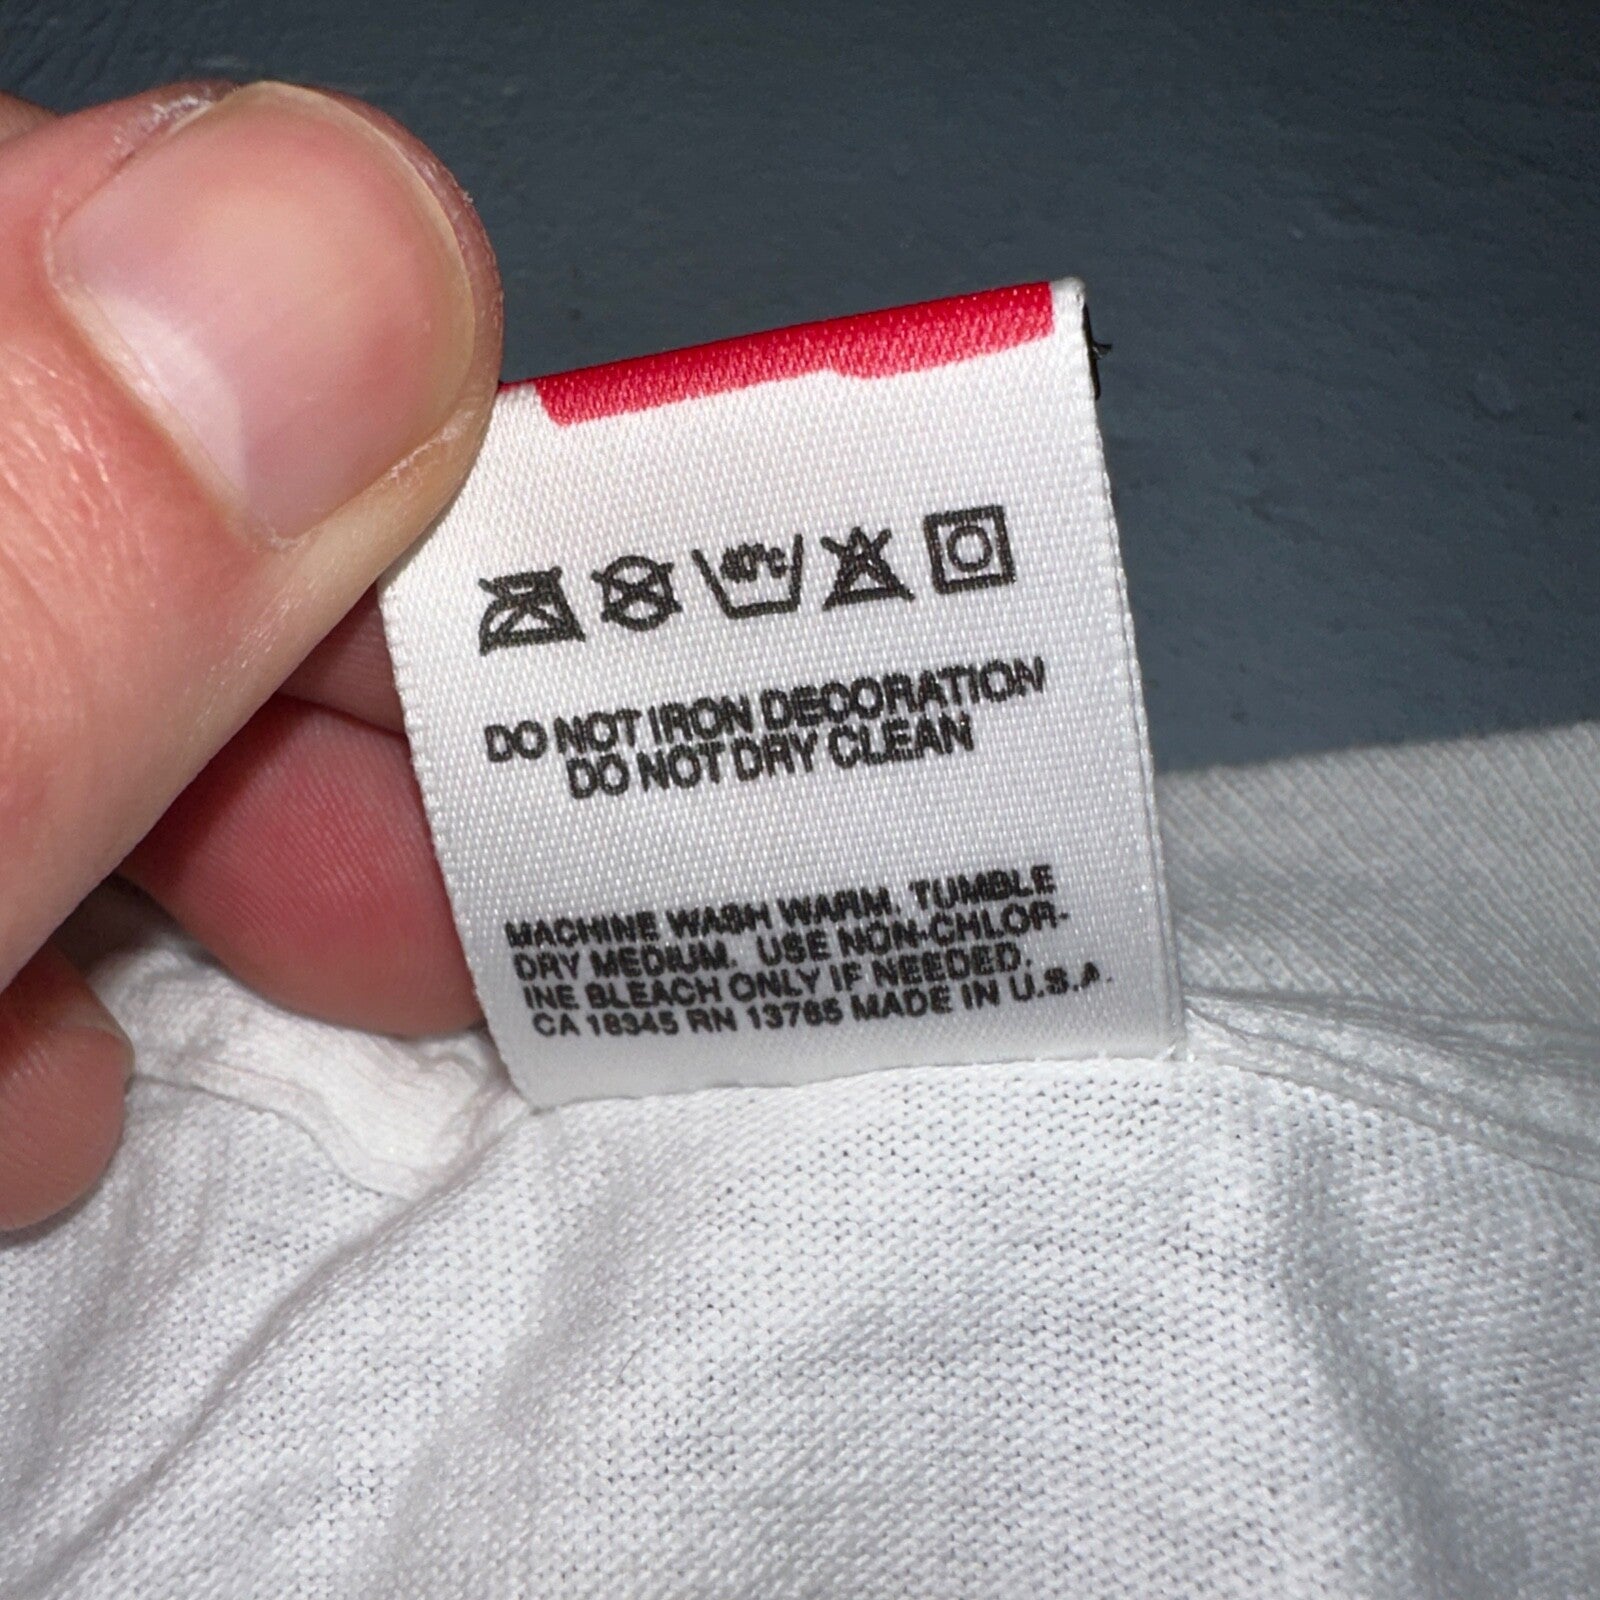 DO NOT IRON DECORATION
DO NOT DRY CLEAN
MACHINE WASH WARM. TUMBLE
DRY MEDIUM. USE NON-CHLOR-
INE BLEACH ONLY IF NEEDED.
CA 18345 RN 13765 MADE IN U.S.A.